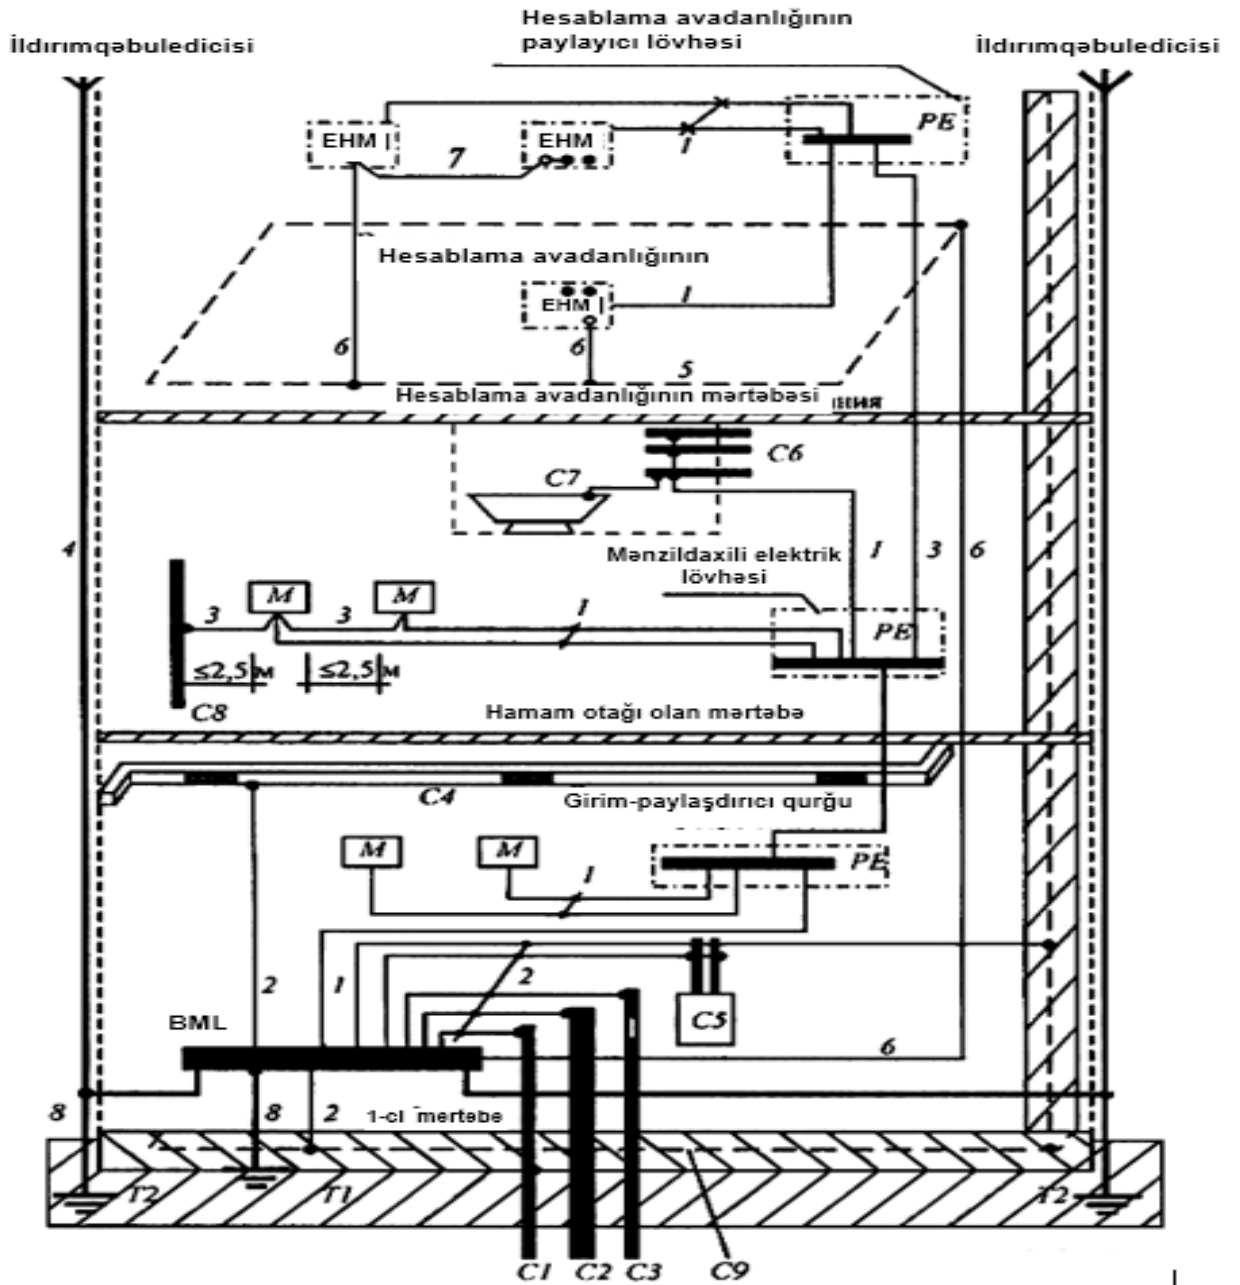 Hesablama avadanlığının
paylayıcı lövhəsi
İldırımqəbuledicisi
İldırımqəbuledicisi
PE
EHM
EHM
1
7
Hesablama avadanlığının
EHM
1
6
6
5
Hesablama avadanlığının mərtəbəsi
ния
C6
C7
4
Mənzildaxili elektrik
lövhəsi
1
3
6
M
M
3
3
1
PE
≤2,5 м
≤2,5 м
C8
Hamam otağı olan mərtəbə
C4
Girim-paylaşdırıcı qurğu
M
M
PE
1
2
1
2
BML
C5
6
8
8
2
1-ci mertəbə
T2
T1
T2
C1
C2
C3
C9